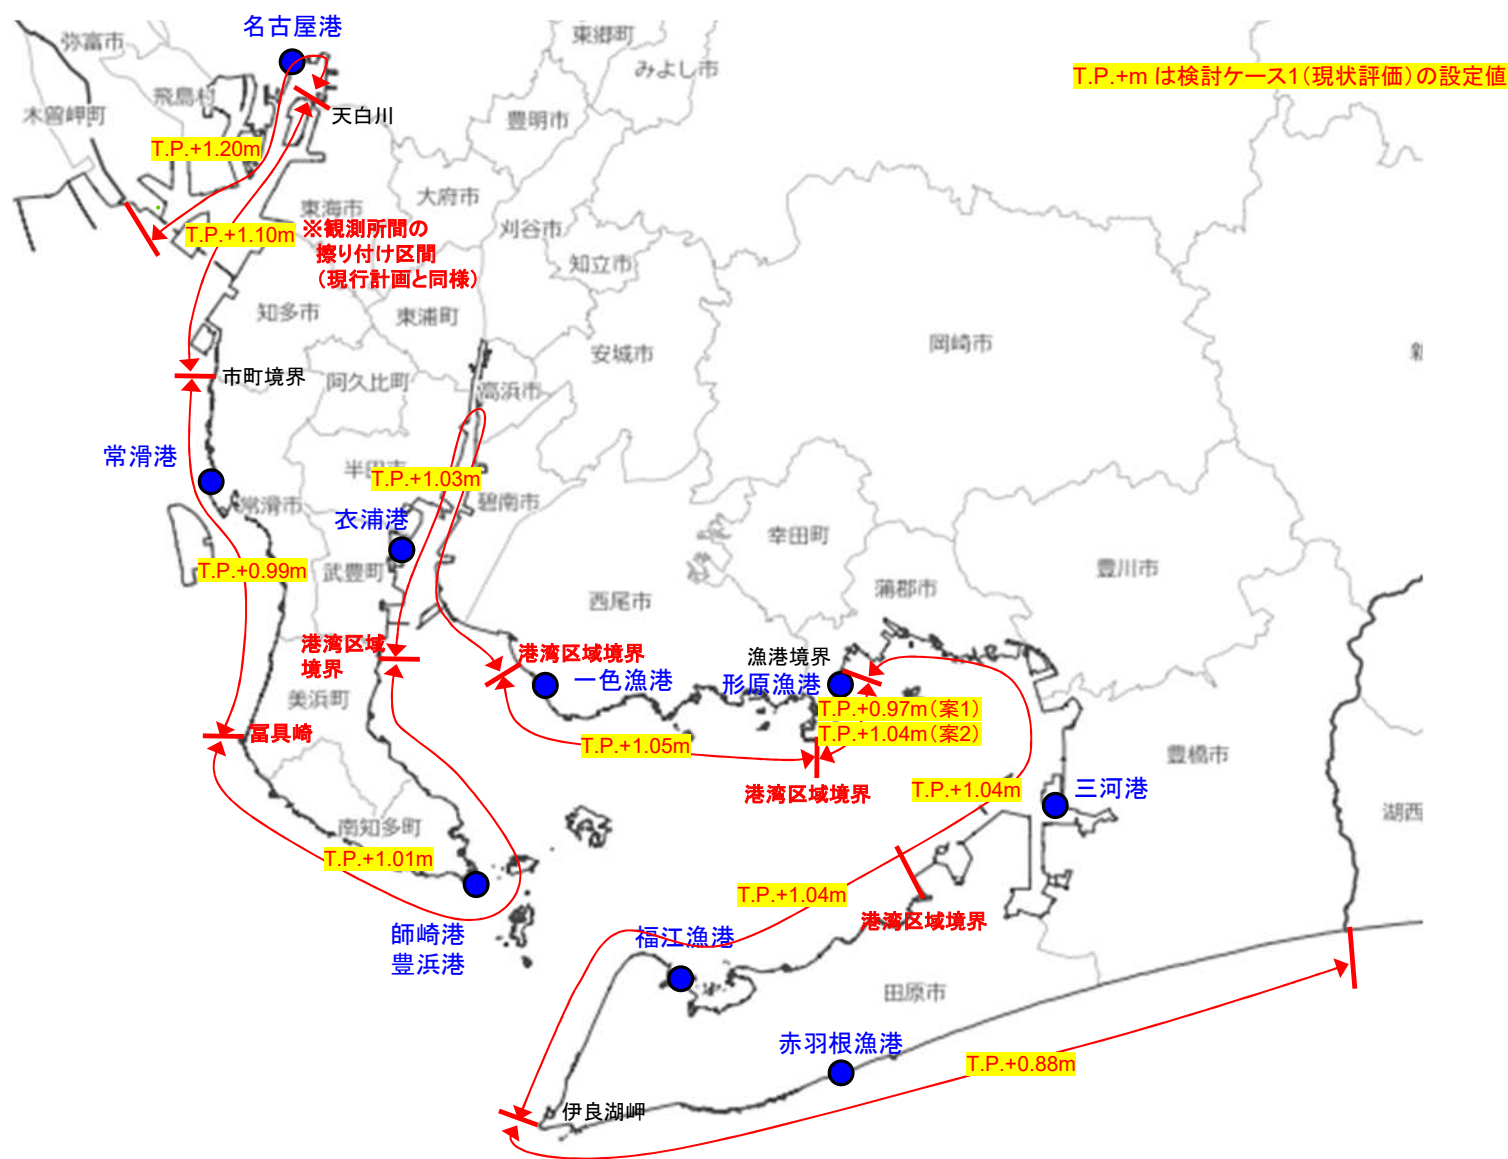 名古屋港
弥富市
東郷町
みよし市
T.P.+m は検討ケース1（現状評価）の設定値
飛島村
木曽岬町
天白川
豊明市
T.P.+1.20m
大府市
東海市
T.P.+1.10m
※観測所間の
擦り付け区間
（現行計画と同様）
刈谷市
知立市
知多市
東浦町
岡崎市
安城市
市町境界
阿久比町
高浜市
常滑港
半田市
T.P.+1.03m
常滑市
碧南市
衣浦港
幸田町
T.P.+0.99m
武豊町
豊川市
蒲郡市
西尾市
港湾区域
境界
港湾区域境界
漁港境界
一色漁港
形原漁港
美浜町
T.P.+0.97m（案1）
T.P.+1.04m（案2）
冨具崎
T.P.+1.05m
豊橋市
港湾区域境界
T.P.+1.04m
三河港
湖西
南知多町
T.P.+1.01m
T.P.+1.04m
港湾区域境界
師崎港
豊浜港
福江漁港
田原市
赤羽根漁港
T.P.+0.88m
伊良湖岬